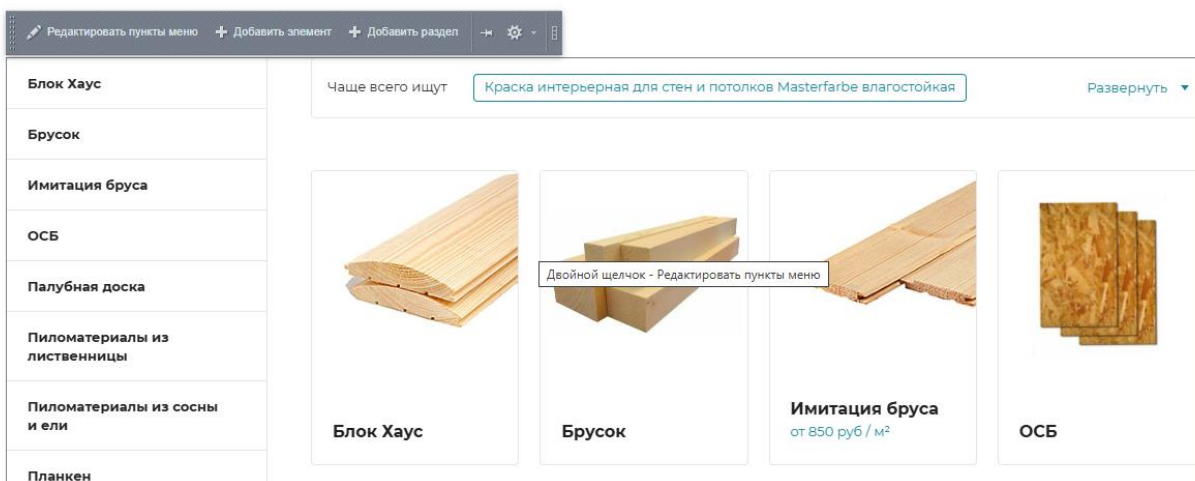 Редактировать пункты меню Добавить элемент Добавить раздел
Блок Хаус
Брусок
Имитация бруса
ОСБ
Палубная доска
Пиломатериалы из
лиственницы
Пиломатериалы из сосны
и ели
Планкен
Чаще всего ищут Краска интерьерная для стен и потолков Masterfarbe влагостойкая Развернуть
Двойной щелчок - Редактировать пункты меню
Блок Хаус
Брусок
Имитация бруса
от 850 руб / м²
ОСБ